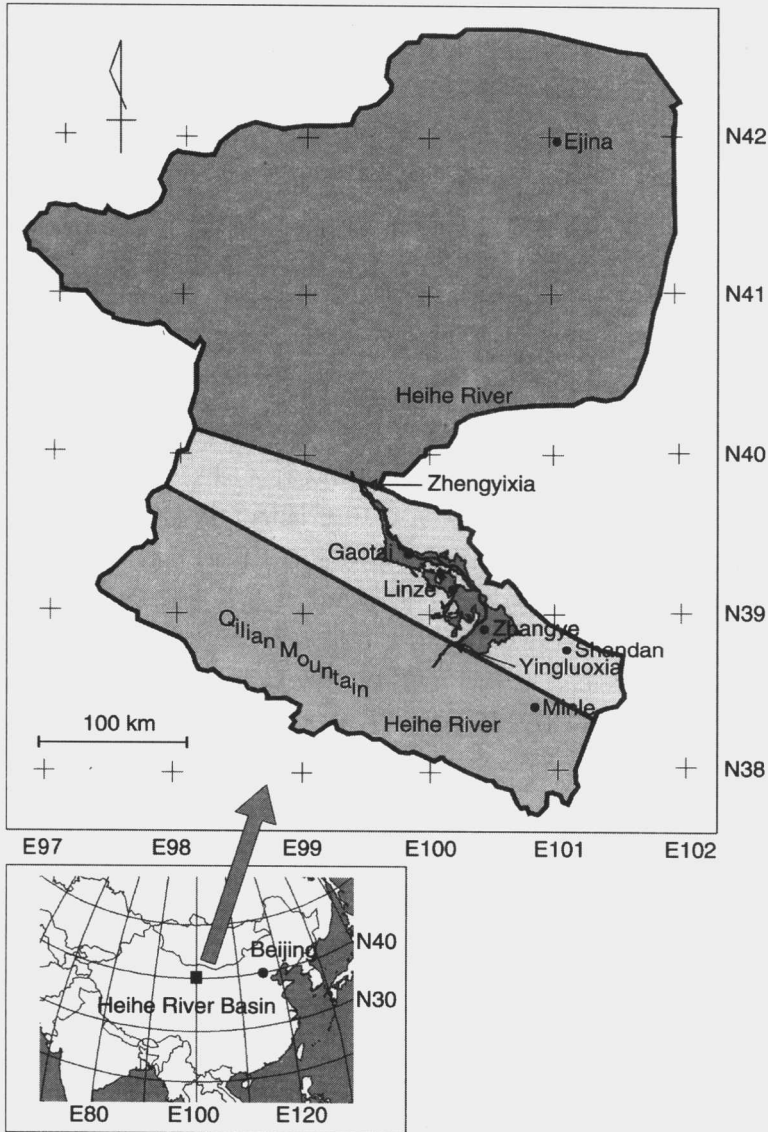 N42
Ejina
N41
Heihe River
N40
Zhengyixia
Gaotai
Linze
N39
Zhangye
Shandan
Yingluoxia
Qilian Mountain
Minle
100 km
Heihe River
N38
E97 E98 E99 E100 E101 E102
Beijing
N40
Heihe River Basin
N30
E80 E100 E120